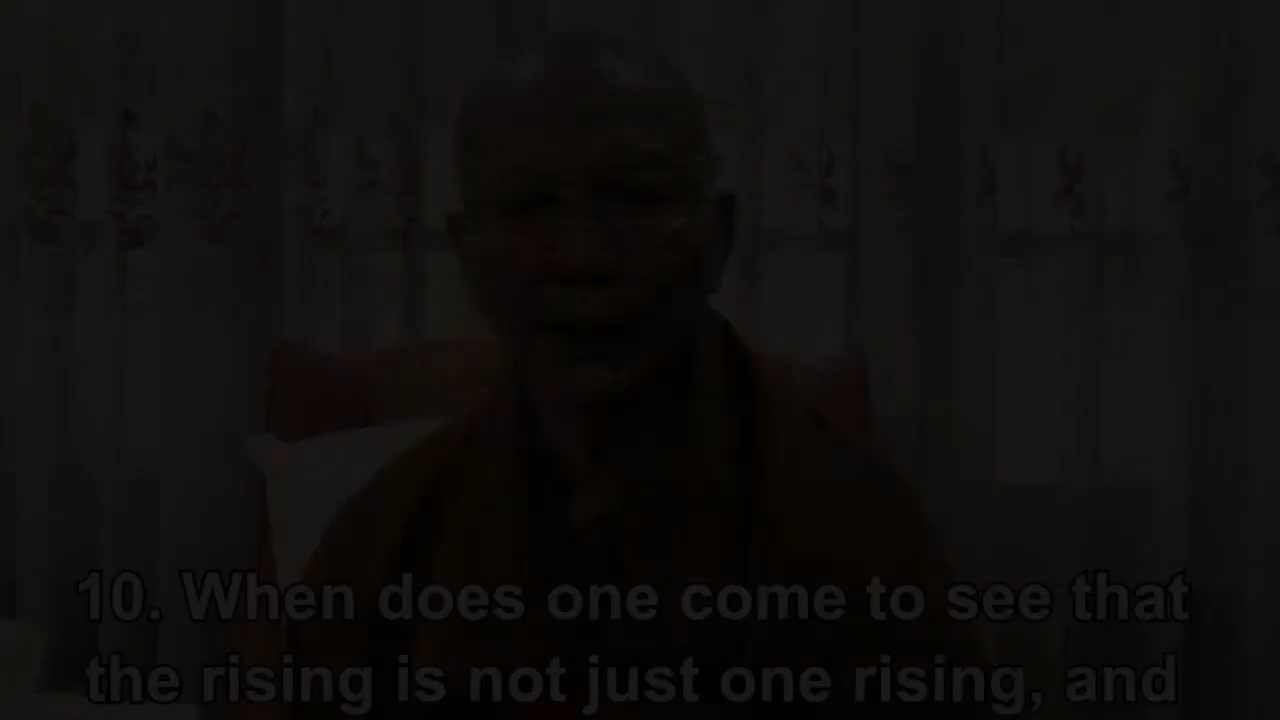 10. When does one come to see that
the rising is not just one rising, and